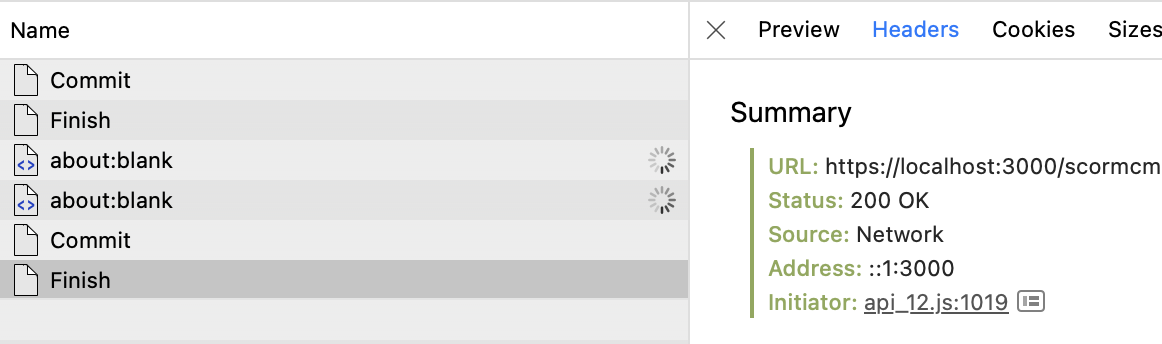 Name
Preview Headers Cookies Sizes
Commit
Finish
about:blank
about:blank
Commit
Finish
Summary
URL: https://localhost:3000/scormcm
Status: 200 OK
Source: Network
Address: ::1:3000
Initiator: api_12.js:1019